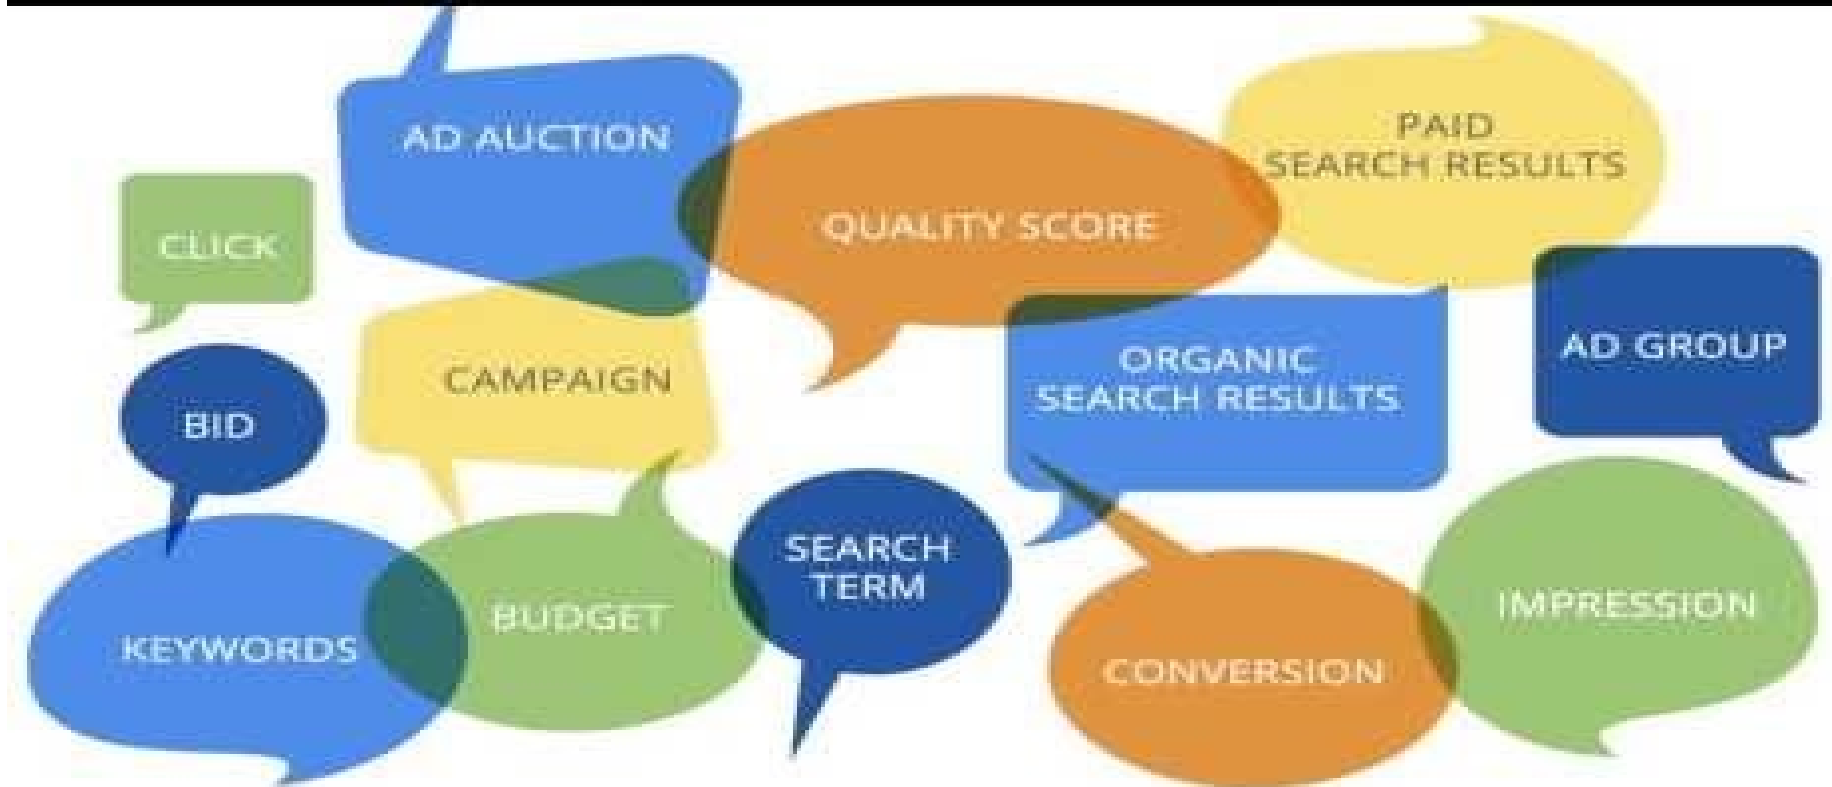 AD AUCTION
PAID
SEARCH RESULTS
QUALITY SCORE
CLICK
AD GROUP
ORGANIC
SEARCH RESULTS
CAMPAIGN
BID
SEARCH
TERM
BUDGET
KEYWORDS
IMPRESSION
CONVERSION